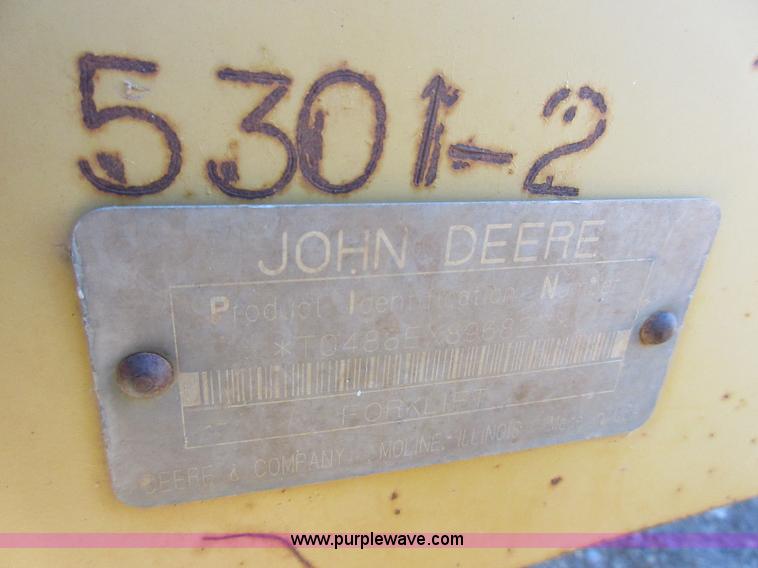 5301-2
JOHN DEERE
Product Identification Number
FORKLIFT
DEERE & COMPANY MOLINE, ILLINOIS
www.purplewave.com